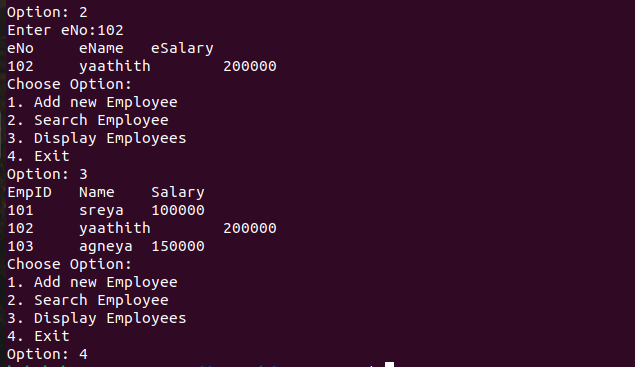 Option: 2
Enter eNo:102
eNo     eName   eSalary
102     yaathith        200000
Choose Option:
1. Add new Employee
2. Search Employee
3. Display Employees
4. Exit
Option: 3
EmpID   Name    Salary
101     sreya   100000
102     yaathith        200000
103     agneya  150000
Choose Option:
1. Add new Employee
2. Search Employee
3. Display Employees
4. Exit
Option: 4